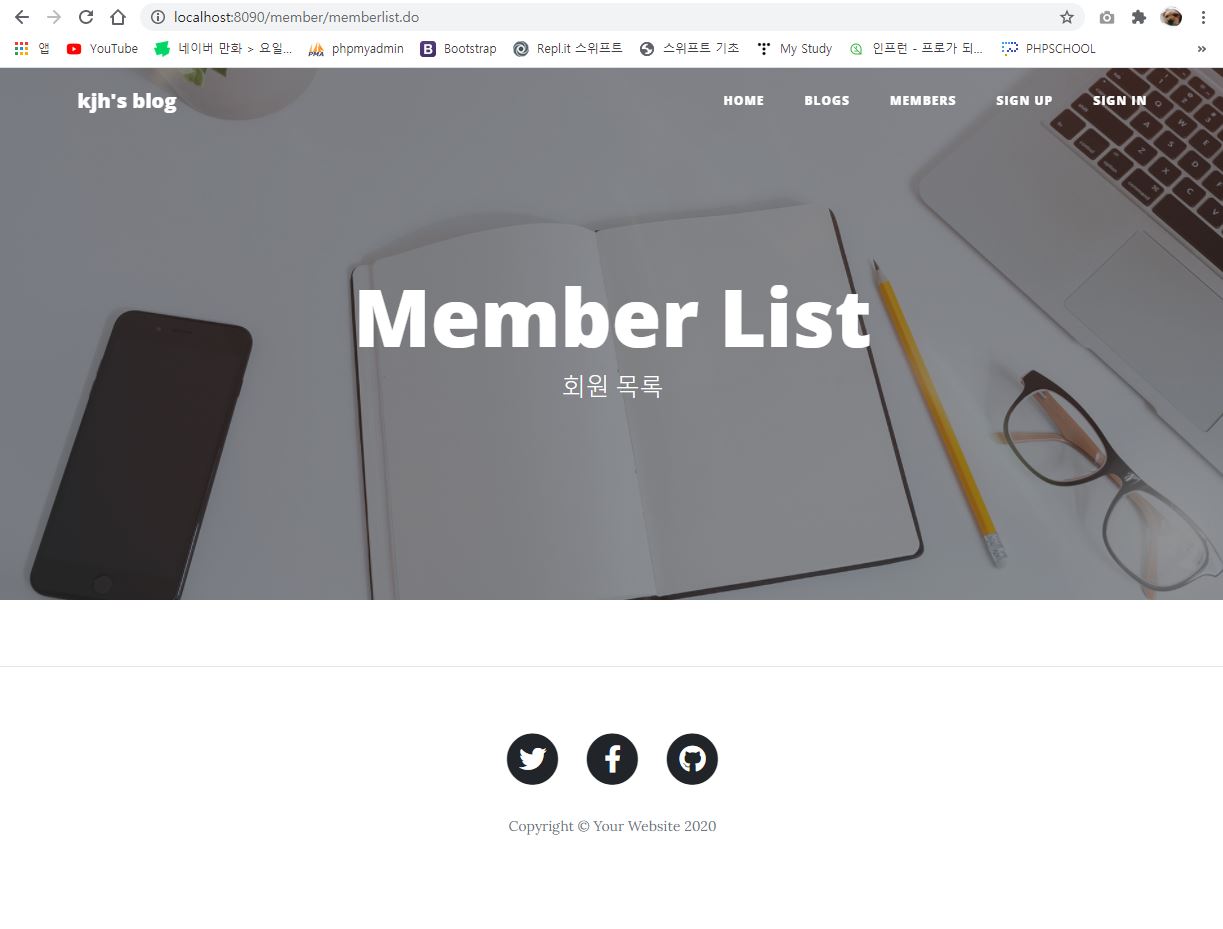 localhost:8090/member/memberlist.do
앱 YouTube 네이버 만화 > 요일... phpmyadmin Bootstrap Repl.it 스위프트 스위프트 기초 My Study 인프런 - 프로가 되... PHPSCHOOL »
kjh's blog HOME BLOGS MEMBERS SIGN UP SIGN IN
Member List
회원 목록
Copyright © Your Website 2020